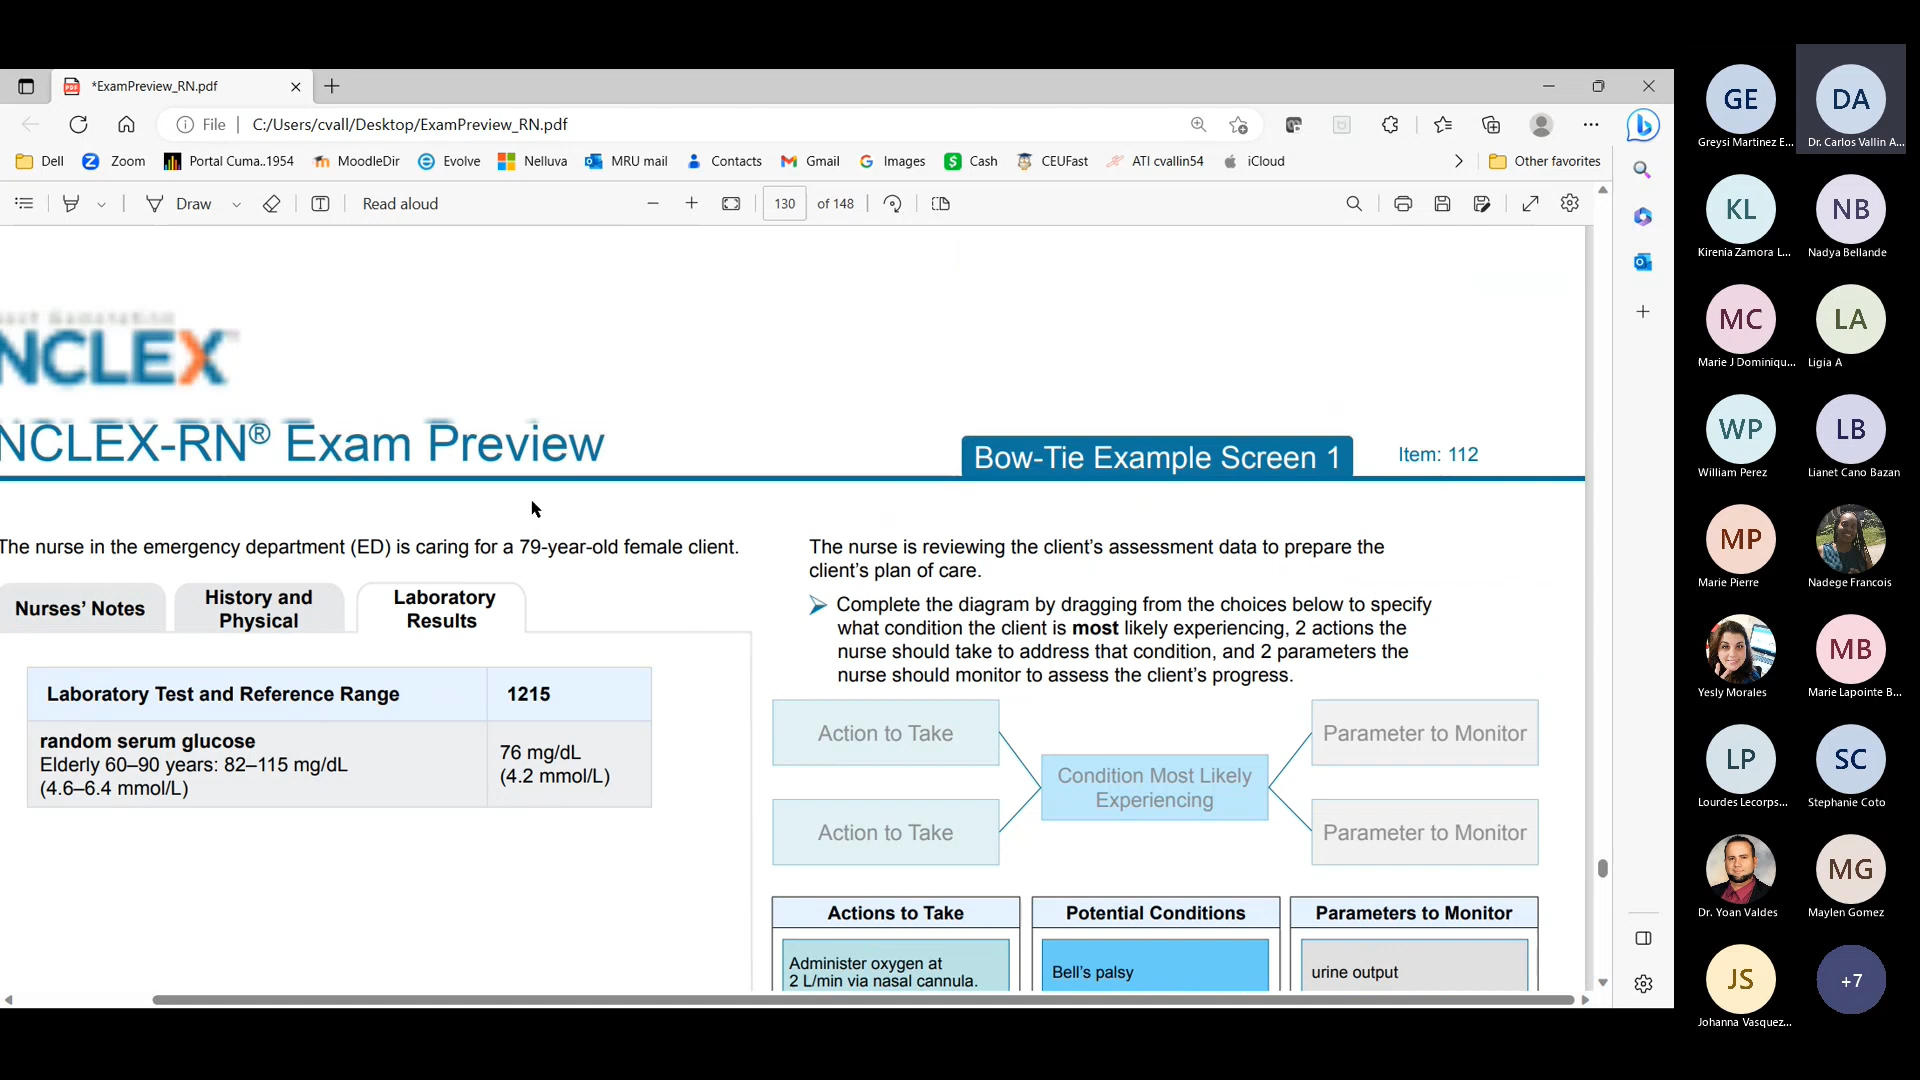 *ExamPreview_RN.pdf
File
C:/Users/cvall/Desktop/ExamPreview_RN.pdf
Dell
Zoom
Portal Cuma..1954
MoodleDir
Evolve
Nelluva
MRU mail
Contacts
Gmail
Images
Cash
CEUFast
ATI cvallin54
iCloud
Other favorites
Draw
Read aloud
130
of 148
NCLEX
NCLEX-RN® Exam Preview
Bow-Tie Example Screen 1
Item: 112
The nurse in the emergency department (ED) is caring for a 79-year-old female client.
Nurses' Notes
History and
Physical
Laboratory
Results
Laboratory Test and Reference Range
1215
random serum glucose
Elderly 60–90 years: 82–115 mg/dL
(4.6–6.4 mmol/L)
76 mg/dL
(4.2 mmol/L)
The nurse is reviewing the client's assessment data to prepare the
client's plan of care.
Complete the diagram by dragging from the choices below to specify
what condition the client is most likely experiencing, 2 actions the
nurse should take to address that condition, and 2 parameters the
nurse should monitor to assess the client's progress.
Action to Take
Action to Take
Condition Most Likely
Experiencing
Parameter to Monitor
Parameter to Monitor
Actions to Take
Administer oxygen at
2 L/min via nasal cannula.
Potential Conditions
Bell's palsy
Parameters to Monitor
urine output
GE
Greysi Martinez E...
DA
Dr. Carlos Vallin A...
KL
Kirenia Zamora L...
NB
Nadya Bellande
MC
Marie J Dominiqu...
LA
Ligia A
WP
William Perez
LB
Lianet Cano Bazan
MP
Marie Pierre
Nadege Francois
Yesly Morales
MB
Marie Lapointe B...
LP
Lourdes Lecorps...
SC
Stephanie Coto
Dr. Yoan Valdes
MG
Maylen Gomez
JS
Johanna Vasquez...
+7